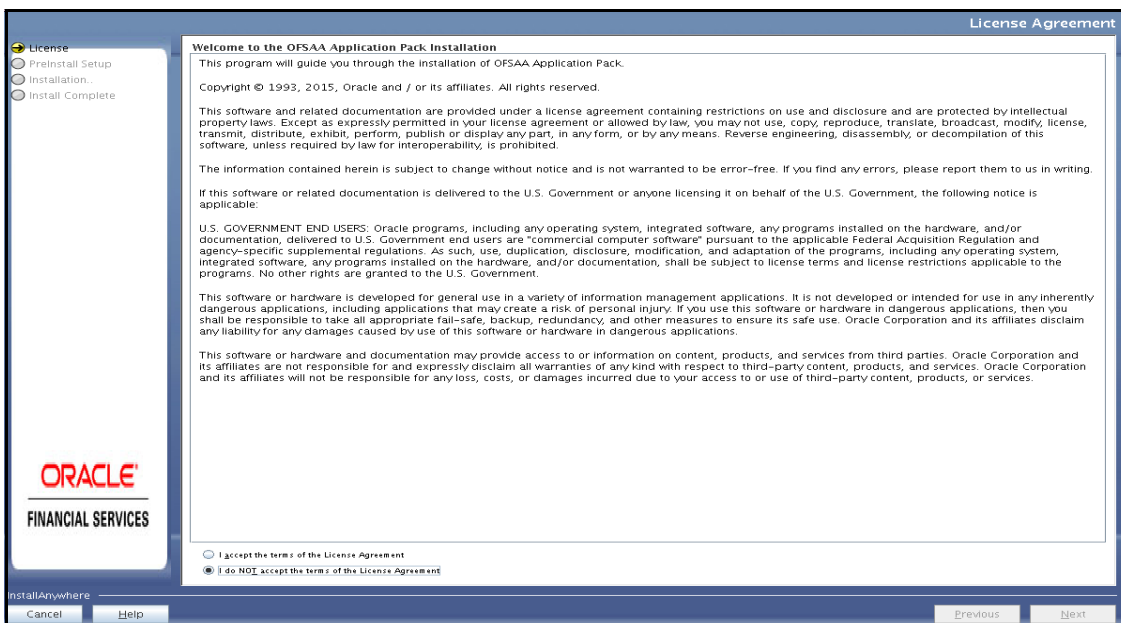 License Agreement
License
PreInstall Setup
Installation..
Install Complete
Welcome to the OFSAA Application Pack Installation
This program will guide you through the installation of OFSAA Application Pack.
Copyright © 1993, 2015, Oracle and / or its affiliates. All rights reserved.
This software and related documentation are provided under a license agreement containing restrictions on use and disclosure and are protected by intellectual
property laws. Except as expressly permitted in your license agreement or allowed by law, you may not use, copy, reproduce, translate, broadcast, modify, license,
transmit, distribute, exhibit, perform, publish or display any part, in any form, or by any means. Reverse engineering, disassembly, or decompilation of this
software, unless required by law for interoperability, is prohibited.
The information contained herein is subject to change without notice and is not warranted to be error-free. If you find any errors, please report them to us in writing.
If this software or related documentation is delivered to the U.S. Government or anyone licensing it on behalf of the U.S. Government, the following notice is
applicable:
U.S. GOVERNMENT END USERS: Oracle programs, including any operating system, integrated software, any programs installed on the hardware, and/or
documentation, delivered to U.S. Government end users are "commercial computer software" pursuant to the applicable Federal Acquisition Regulation and
agency-specific supplemental regulations. As such, use, duplication, disclosure, modification, and adaptation of the programs, including any operating system,
integrated software, any programs installed on the hardware, and/or documentation, shall be subject to license terms and license restrictions applicable to the
programs. No other rights are granted to the U.S. Government.
This software or hardware is developed for general use in a variety of information management applications. It is not developed or intended for use in any inherently
dangerous applications, including applications that may create a risk of personal injury. If you use this software or hardware in dangerous applications, then you
shall be responsible to take all appropriate fail-safe, backup, redundancy, and other measures to ensure its safe use. Oracle Corporation and its affiliates disclaim
any liability for any damages caused by use of this software or hardware in dangerous applications.
This software or hardware and documentation may provide access to or information on content, products, and services from third parties. Oracle Corporation and
its affiliates are not responsible for and expressly disclaim all warranties of any kind with respect to third-party content, products, and services. Oracle Corporation
and its affiliates will not be responsible for any loss, costs, or damages incurred due to your access to or use of third-party content, products, or services.
ORACLE'
FINANCIAL SERVICES
I accept the terms of the License Agreement
I do NOT accept the terms of the License Agreement
InstallAnywhere
Cancel
Help
Previous
Next